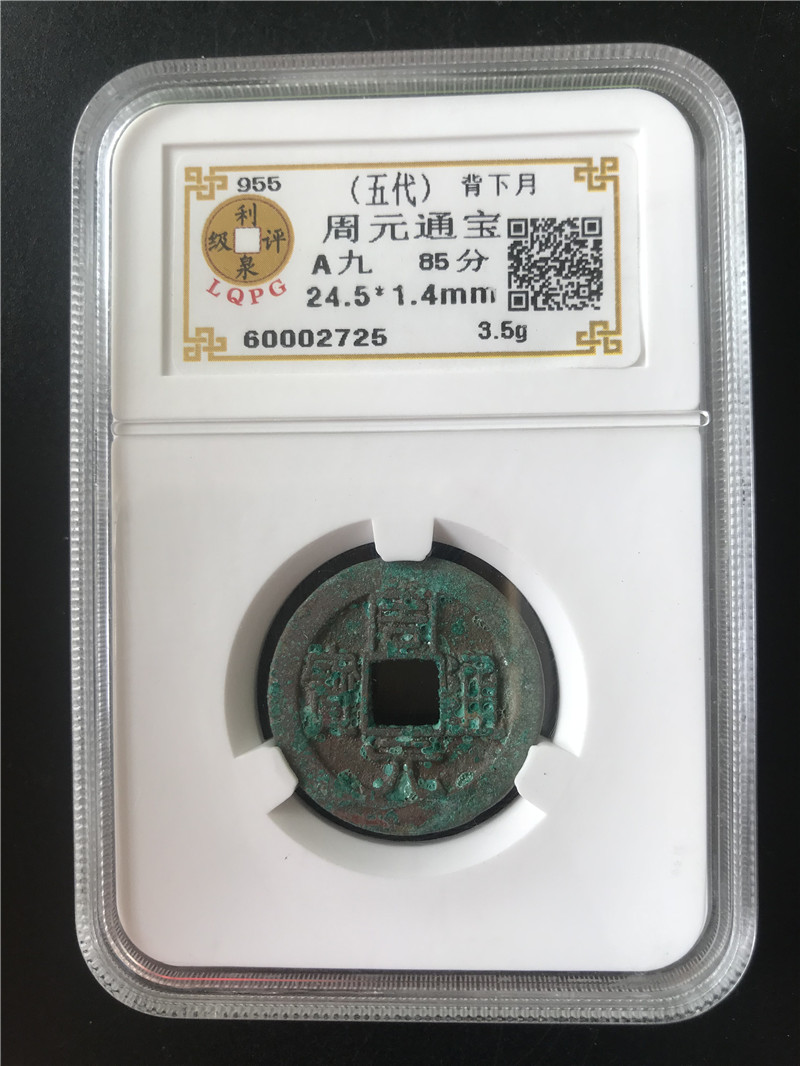 955 （五代） 背下月
利泉评级
LQPG
周元通宝
A九 85分
24.5*1.4mm
60002725 3.5g
周元通寶